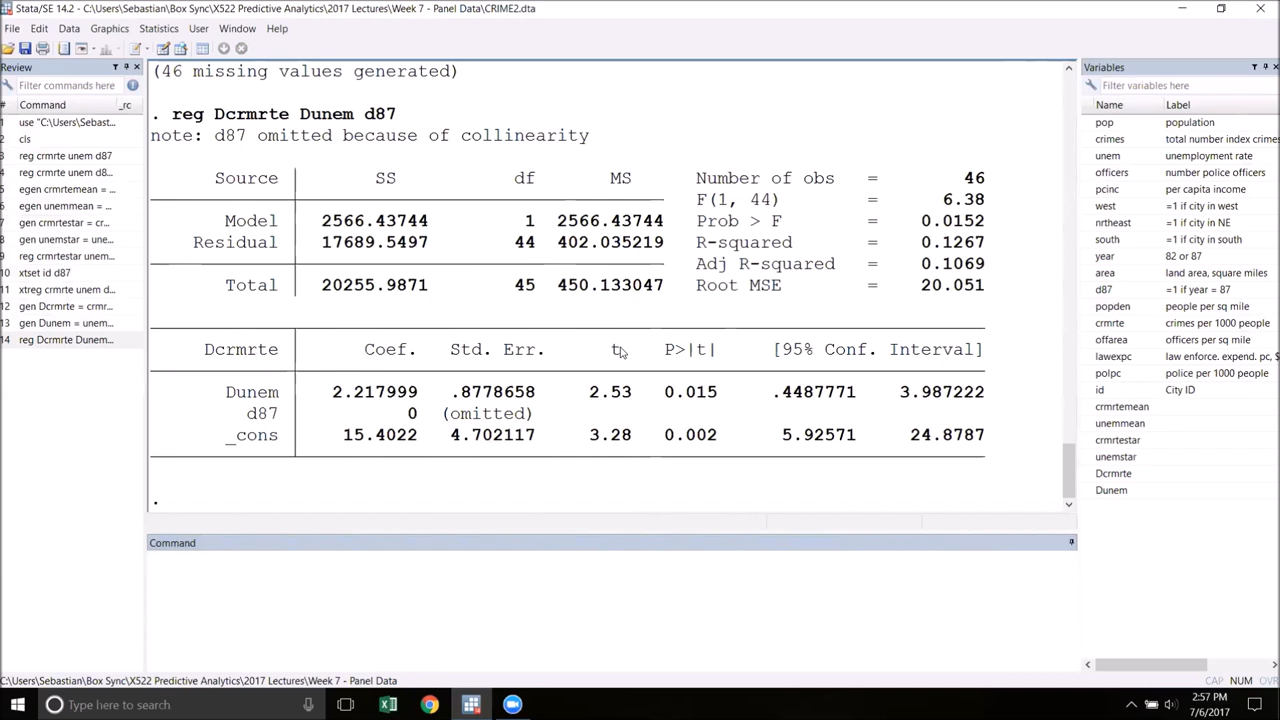 Stata/SE 14.2 - C:\Users\Sebastian\Box Sync\X522 Predictive Analytics\2017 Lectures\Week 7 - Panel Data\CRIME2.dta
File Edit Data Graphics Statistics User Window Help
Review
Filter commands here
# Command _rc
1 use "C:\Users\Sebast...
2 cls
3 reg crmrte unem d87
4 reg crmrte unem d8...
5 egen crmrtemean = ...
6 egen unemmean = ...
7 gen crmrtestar = cr...
8 gen unemstar = une...
9 reg crmrtestar unem...
10 xtset id d87
11 xtreg crmrte unem d...
12 gen Dcrmrte = crmr...
13 gen Dunem = unem...
14 reg Dcrmrte Dunem...
(46 missing values generated)
. reg Dcrmrte Dunem d87
note: d87 omitted because of collinearity
Source SS df MS Number of obs = 46
F(1, 44) = 6.38
Model 2566.43744 1 2566.43744 Prob > F = 0.0152
Residual 17689.5497 44 402.035219 R-squared = 0.1267
Adj R-squared = 0.1069
Total 20255.9871 45 450.133047 Root MSE = 20.051
Dcrmrte Coef. Std. Err. t P>|t| [95% Conf. Interval]
Dunem 2.217999 .8778658 2.53 0.015 .4487771 3.987222
d87 0 (omitted)
_cons 15.4022 4.702117 3.28 0.002 5.92571 24.8787
.
Command
Variables
Filter variables here
Name Label
pop population
crimes total number index crimes
unem unemployment rate
officers number police officers
pcinc per capita income
west =1 if city in west
nrtheast =1 if city in NE
south =1 if city in south
year 82 or 87
area land area, square miles
d87 =1 if year = 87
popden people per sq mile
crmrte crimes per 1000 people
offarea officers per sq mile
lawexpc law enforce. expend. pc, $
polpc police per 1000 people
id City ID
crmrtemean
unemmean
crmrtestar
unemstar
Dcrmrte
Dunem
C:\Users\Sebastian\Box Sync\X522 Predictive Analytics\2017 Lectures\Week 7 - Panel Data
CAP NUM OVR
Type here to search
2:57 PM
7/6/2017